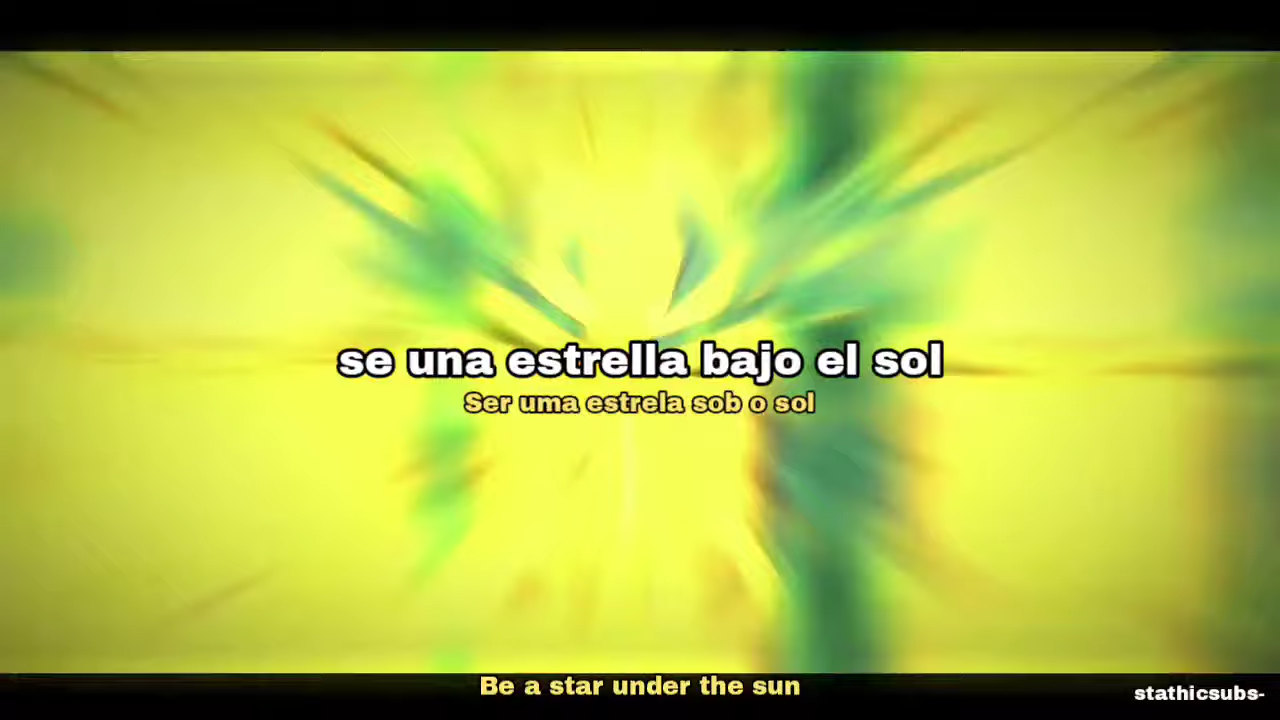 se una estrella bajo el sol
Ser uma estrela sob o sol
Be a star under the sun
stathicsubs-